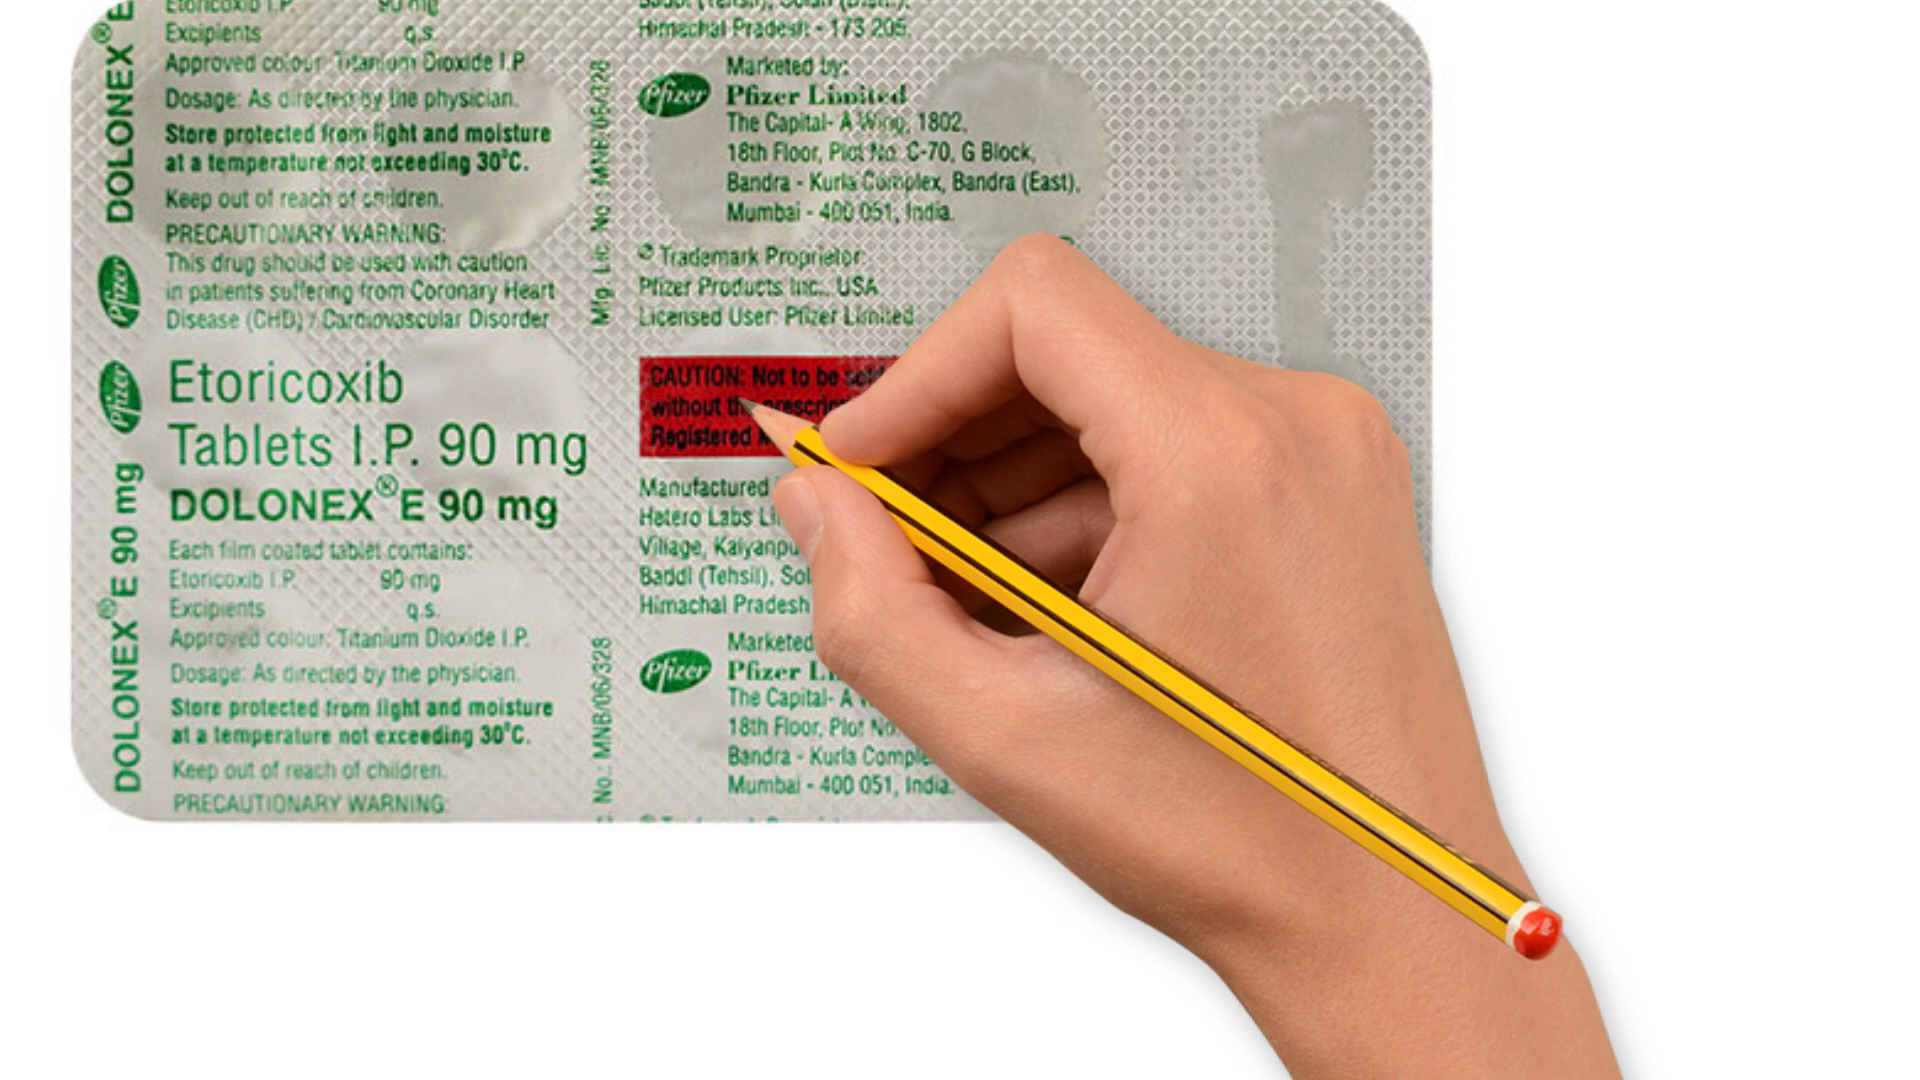 DOLONEX®E
Etoricoxib I.P. 90 mg
Excipients q.s.
Approved colour: Titanium Dioxide I.P.
Dosage: As directed by the physician.
Store protected from light and moisture
at a temperature not exceeding 30°C.
Keep out of reach of children.
PRECAUTIONARY WARNING:
This drug should be used with caution
in patients suffering from Coronary Heart
Disease (CHD) / Cardiovascular Disorder
Pfizer
Pfizer
DOLONEX®E 90 mg
Etoricoxib
Tablets I.P. 90 mg
DOLONEX®E 90 mg
Each film coated tablet contains:
Etoricoxib I.P. 90 mg
Excipients q.s.
Approved colour: Titanium Dioxide I.P.
Dosage: As directed by the physician.
Store protected from light and moisture
at a temperature not exceeding 30°C.
Keep out of reach of children.
PRECAUTIONARY WARNING:
Mfg Lic. No.: MNB/06/328
No.: MNB/06/328
Baddi (Tehsil), Solan (Distt.),
Himachal Pradesh - 173 205.
Marketed by:
Pfizer
Pfizer Limited
The Capital- A Wing, 1802,
18th Floor, Plot No. C-70, G Block,
Bandra - Kurla Complex, Bandra (East),
Mumbai - 400 051, India.
® Trademark Proprietor:
Pfizer Products Inc., USA
Licensed User: Pfizer Limited
CAUTION: Not to be sold
without
Registered
Manufactured
Hetero Labs
Village,
Baddi (Tehsil),
Himachal Pradesh
Marketed
Pfizer
Pfizer
The Capital- A
18th Floor, Plot
Bandra - Kurla
Mumbai - 400 051, India.